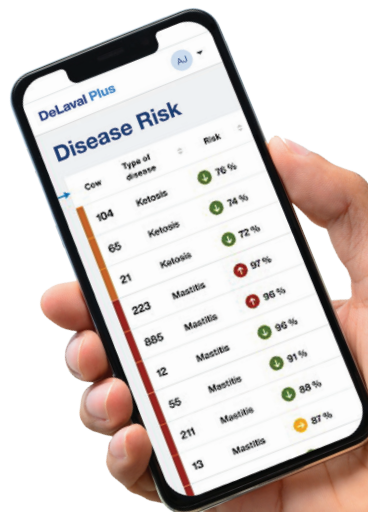 DeLaval Plus
AJ
Disease Risk
Cow Type of disease Risk
104 Ketosis 76 %
65 Ketosis 74 %
21 Ketosis 72 %
223 Mastitis 97 %
885 Mastitis 96 %
12 Mastitis 96 %
55 Mastitis 91 %
211 Mastitis 88 %
13 Mastitis 87 %